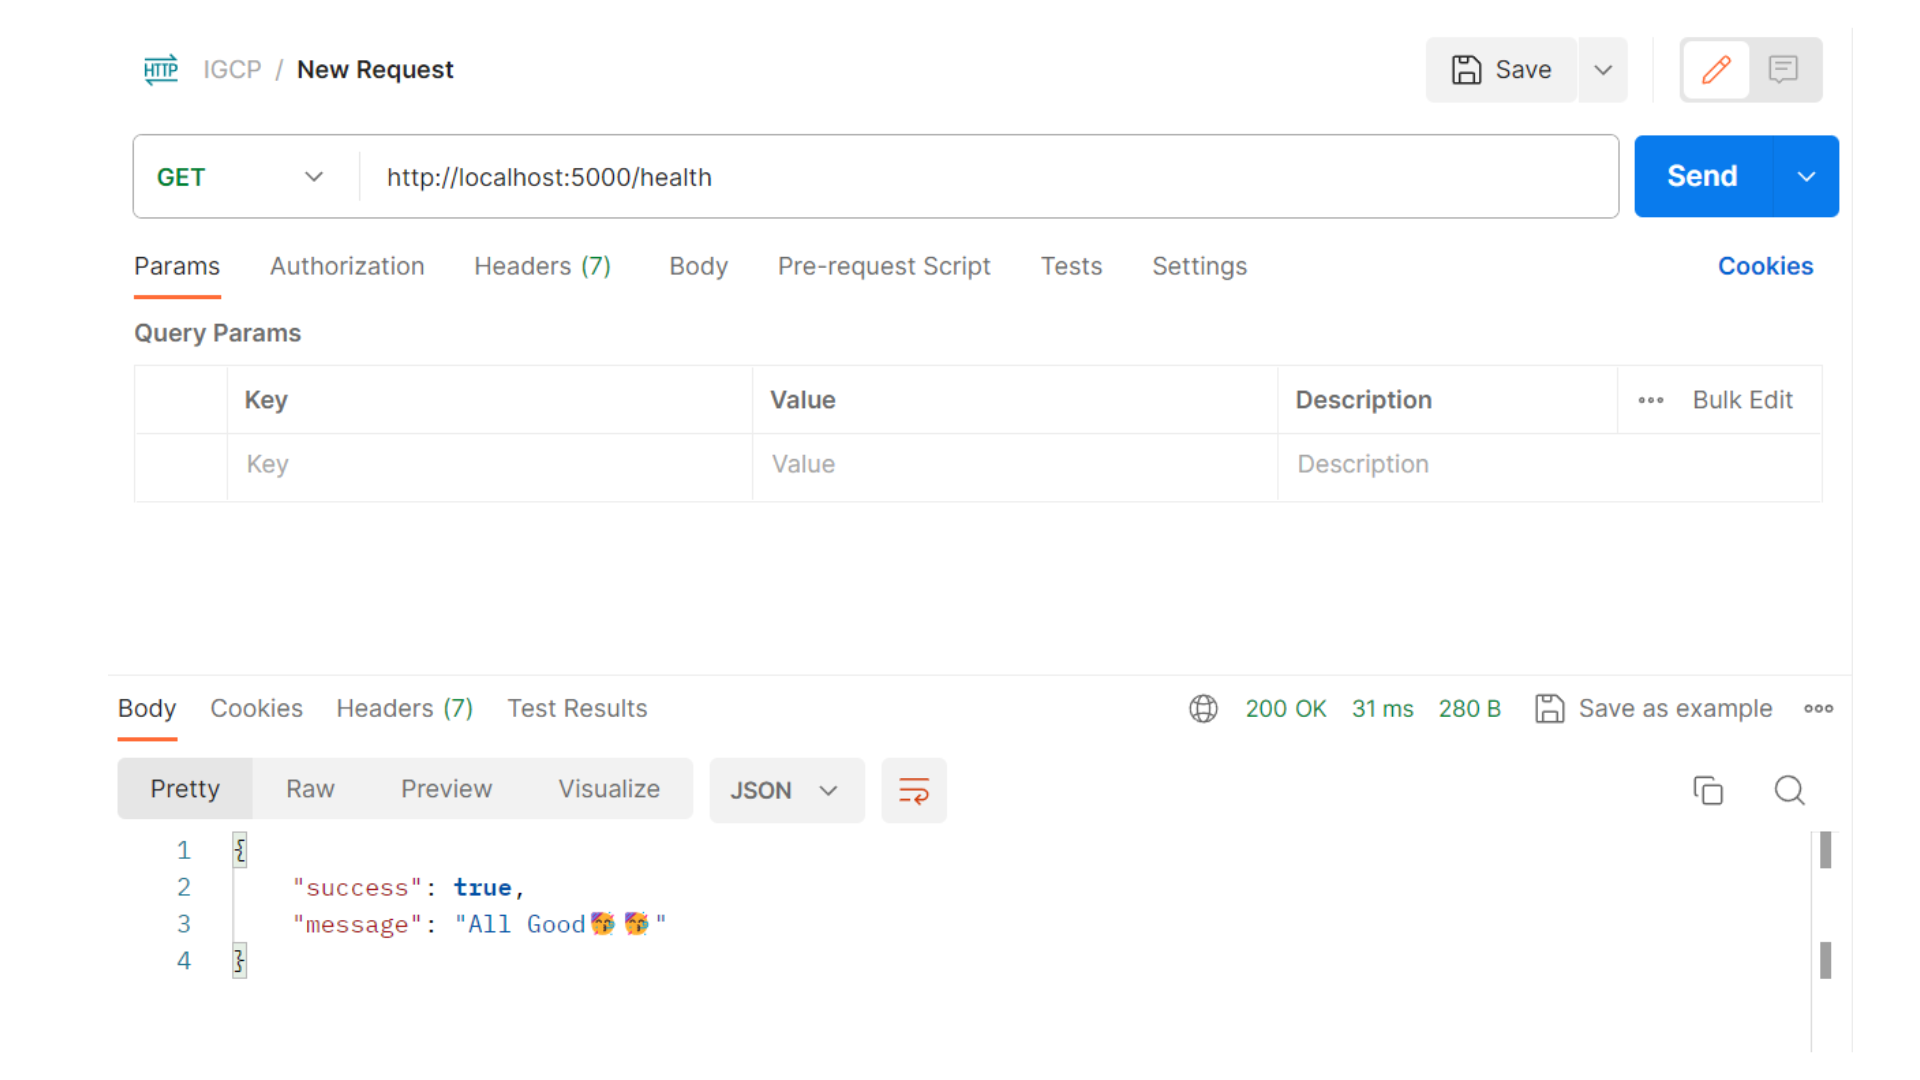 HTTP IGCP / New Request Save
GET http://localhost:5000/health Send
Params Authorization Headers (7) Body Pre-request Script Tests Settings Cookies
Query Params
Key Value Description ••• Bulk Edit
Key Value Description
Body Cookies Headers (7) Test Results 200 OK 31 ms 280 B Save as example
Pretty Raw Preview Visualize JSON
1 {
2 "success": true,
3 "message": "All Good🥳🥳"
4 }